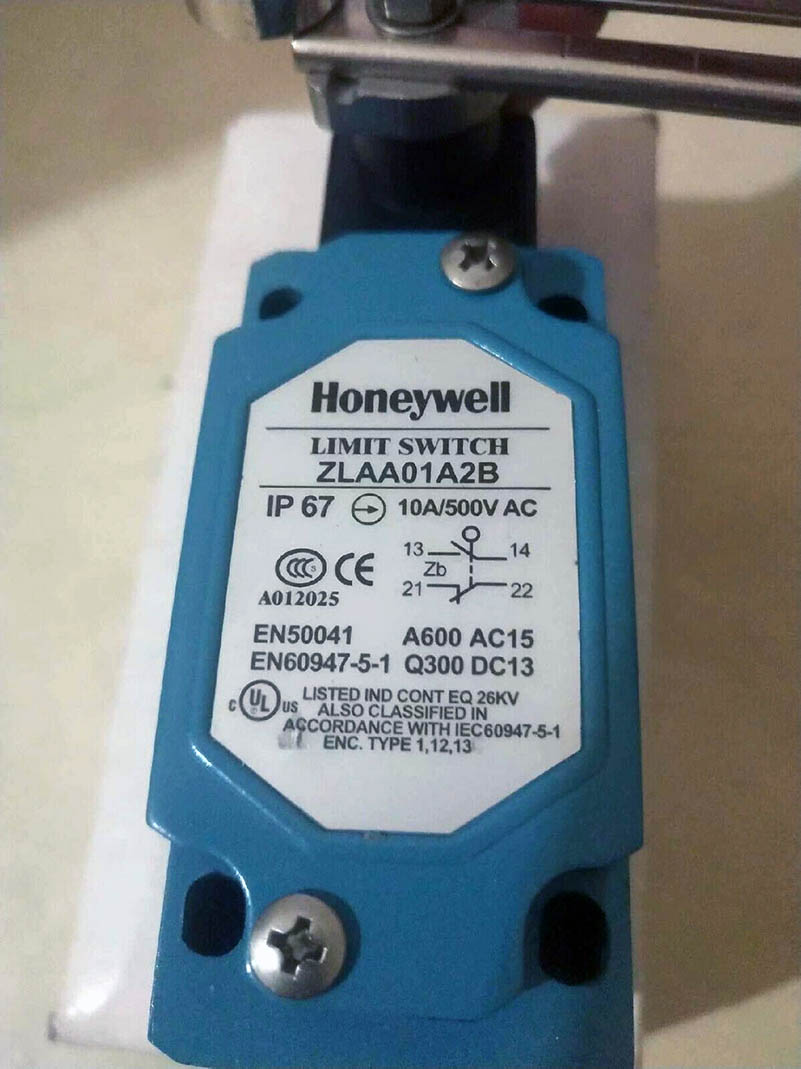 Honeywell
LIMIT SWITCH
ZLAA01A2B
IP 67 10A/500V AC
13 14
Zb
21 22
CCC S CE
A012025
EN50041 A600 AC15
EN60947-5-1 Q300 DC13
c UL us LISTED IND CONT EQ 26KV
ALSO CLASSIFIED IN
ACCORDANCE WITH IEC60947-5-1
ENC. TYPE 1,12,13